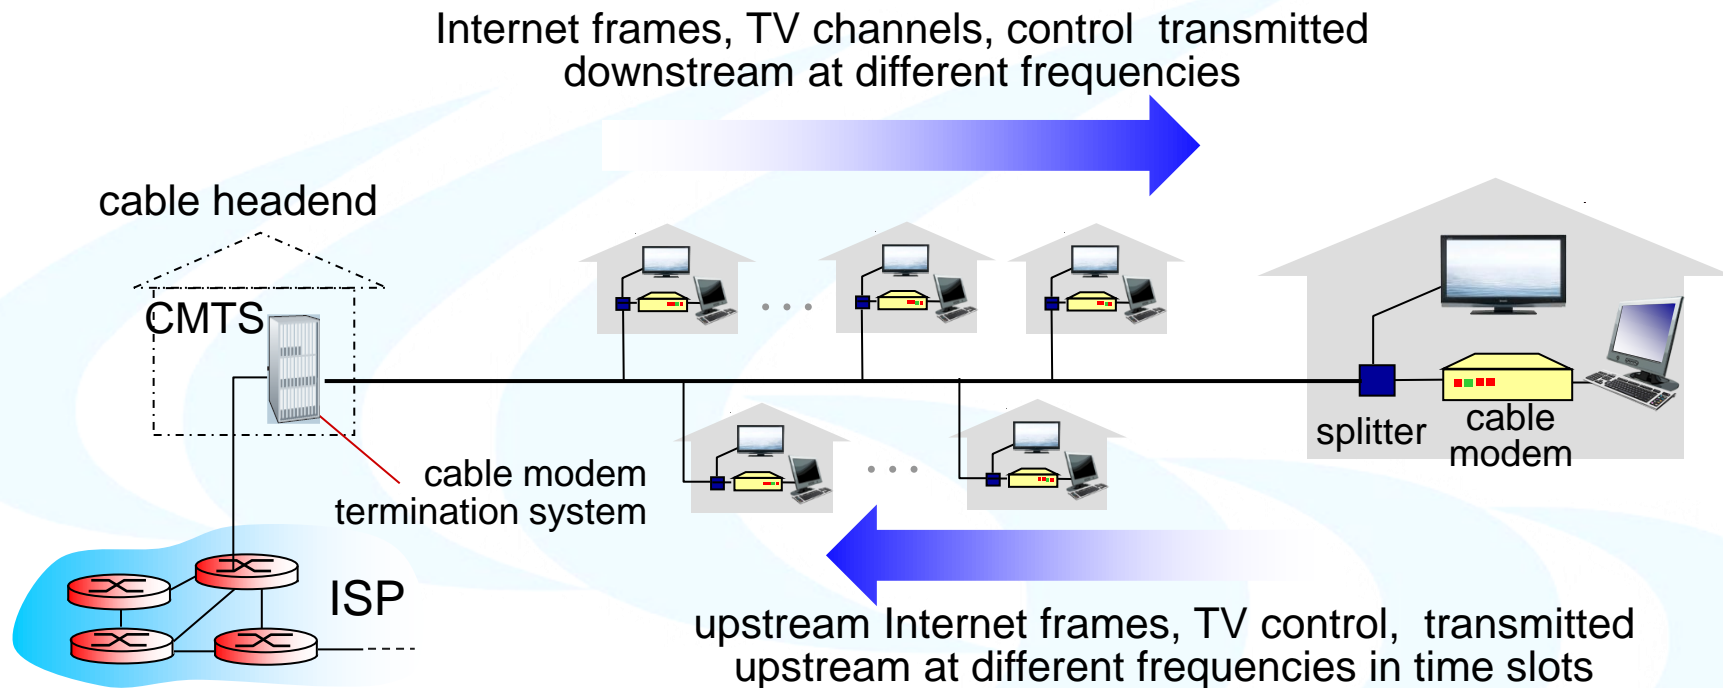 Internet frames, TV channels, control  transmitted
downstream at different frequencies
cable headend
CMTS
splitter
cable
modem
cable modem
termination system
ISP
upstream Internet frames, TV control,  transmitted
upstream at different frequencies in time slots